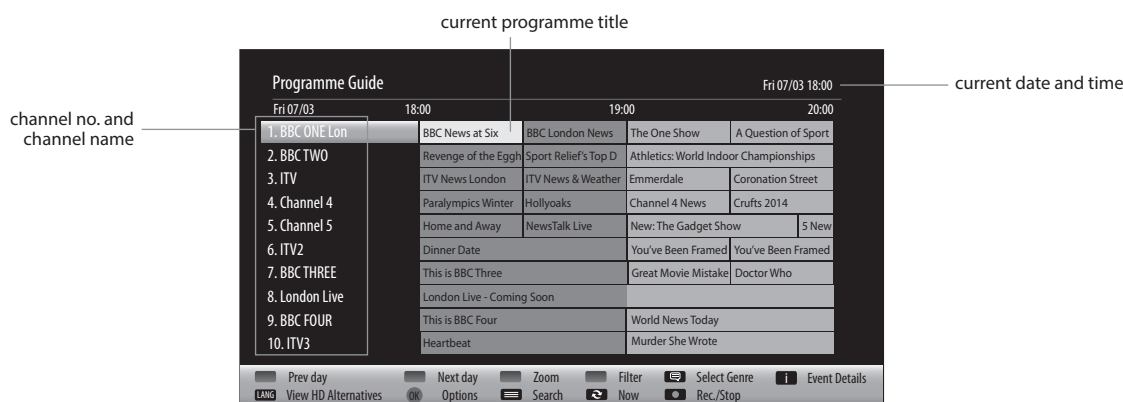 current programme title
Programme Guide
Fri 07/03 18:00
current date and time
channel no. and
channel name
Fri 07/03 18:00 19:00 20:00
1. BBC ONE Lon BBC News at Six BBC London News The One Show A Question of Sport
2. BBC TWO Revenge of the Eggh Sport Relief's Top D Athletics: World Indoor Championships
3. ITV ITV News London ITV News & Weather Emmerdale Coronation Street
4. Channel 4 Paralympics Winter Hollyoaks Channel 4 News Crufts 2014
5. Channel 5 Home and Away NewsTalk Live New: The Gadget Show 5 New
6. ITV2 Dinner Date You've Been Framed You've Been Framed
7. BBC THREE This is BBC Three Great Movie Mistake Doctor Who
8. London Live London Live - Coming Soon
9. BBC FOUR This is BBC Four World News Today
10. ITV3 Heartbeat Murder She Wrote
Prev day Next day Zoom Filter Select Genre i Event Details
LANG View HD Alternatives OK Options Search Now Rec./Stop